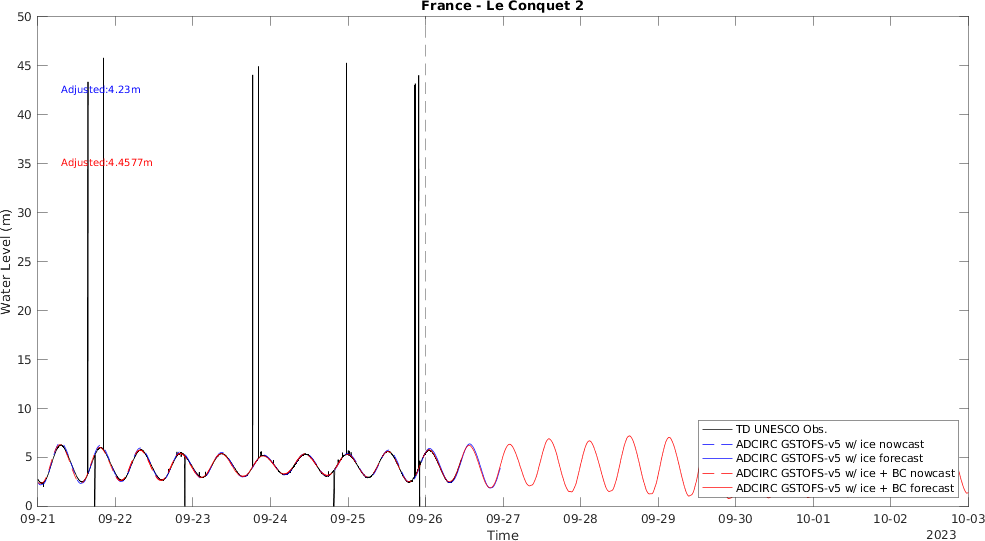 France - Le Conquet 2
50
45
40
35
30
25
20
15
10
5
0
Water Level (m)
Adjusted:4.23m
Adjusted:4.4577m
TD UNESCO Obs.
ADCIRC GSTOFS-v5 w/ ice nowcast
ADCIRC GSTOFS-v5 w/ ice forecast
ADCIRC GSTOFS-v5 w/ ice + BC nowcast
ADCIRC GSTOFS-v5 w/ ice + BC forecast
09-21 09-22 09-23 09-24 09-25 09-26 09-27 09-28 09-29 09-30 10-01 10-02 10-03
Time
2023